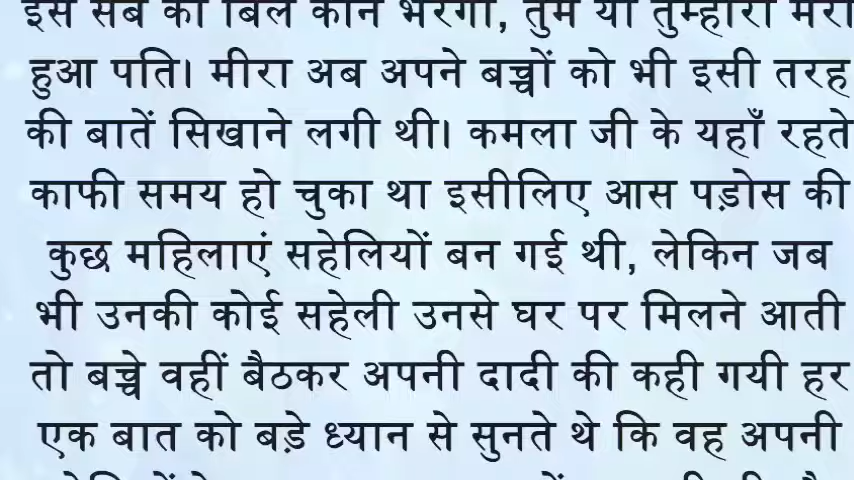 इस सब का बिल कौन भरेगा, तुम या तुम्हारा मरा
हुआ पति। मीरा अब अपने बच्चों को भी इसी तरह
की बातें सिखाने लगी थी। कमला जी के यहाँ रहते
काफी समय हो चुका था इसीलिए आस पड़ोस की
कुछ महिलाएं सहेलियों बन गई थी, लेकिन जब
भी उनकी कोई सहेली उनसे घर पर मिलने आती
तो बच्चे वहीं बैठकर अपनी दादी की कही गयी हर
एक बात को बड़े ध्यान से सुनते थे कि वह अपनी